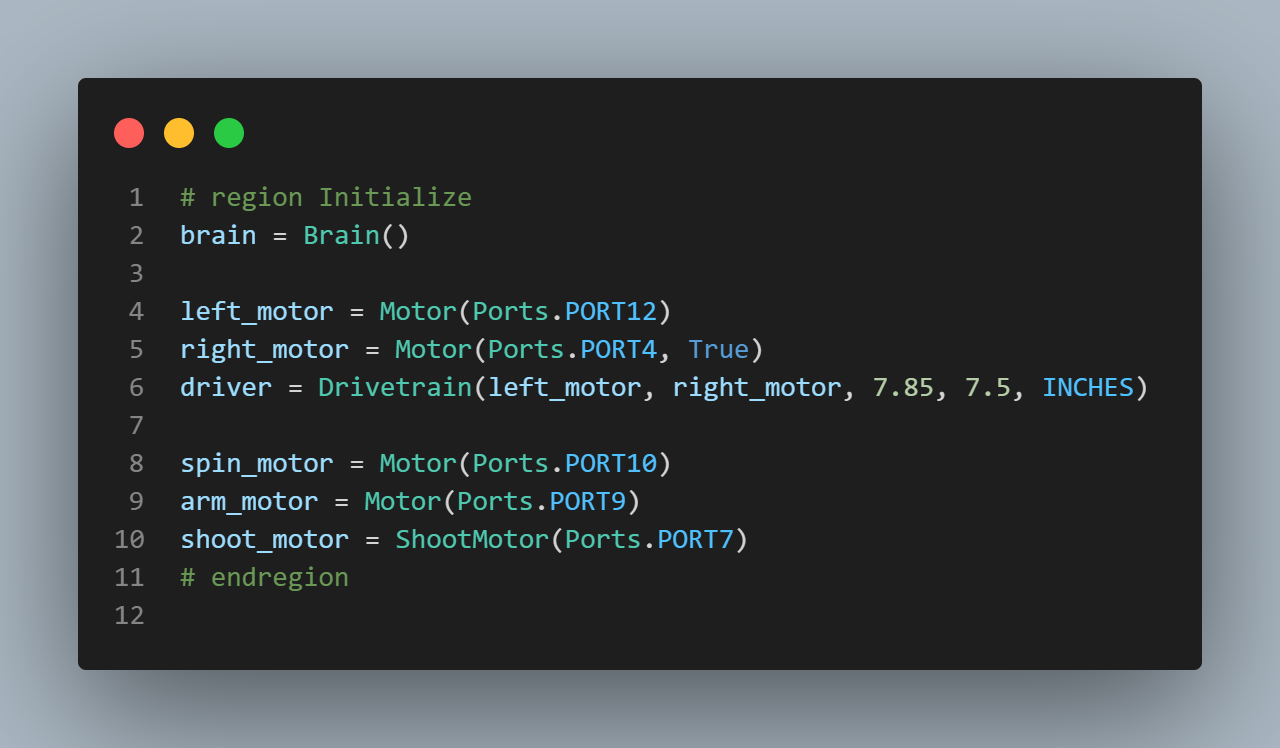 1 # region Initialize
2 brain = Brain()
3
4 left_motor = Motor(Ports.PORT12)
5 right_motor = Motor(Ports.PORT4, True)
6 driver = Drivetrain(left_motor, right_motor, 7.85, 7.5, INCHES)
7
8 spin_motor = Motor(Ports.PORT10)
9 arm_motor = Motor(Ports.PORT9)
10 shoot_motor = ShootMotor(Ports.PORT7)
11 # endregion
12